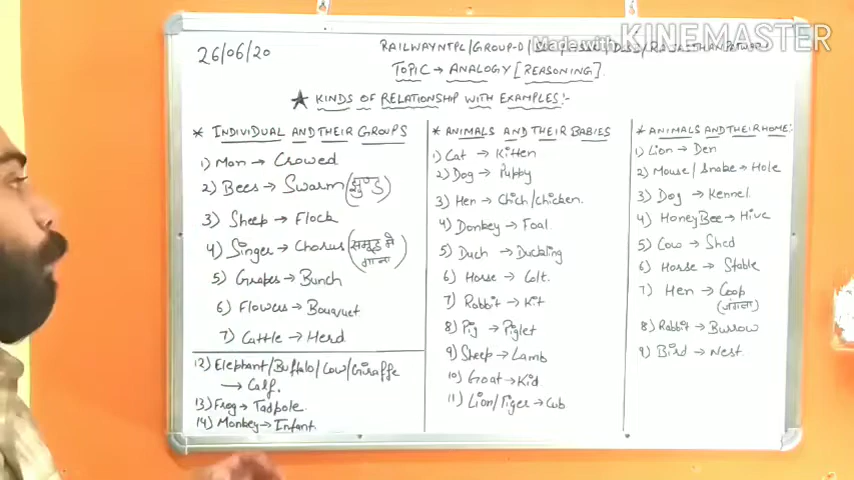 Made with KINEMASTER
26/06/20
RAILWAY NTPC/GROUP-D/
TOPIC → ANALOGY [REASONING].
★ KINDS OF RELATIONSHIP WITH EXAMPLES:-
* INDIVIDUAL AND THEIR GROUPS
1) Man → Crowed
2) Bees → Swarm (झुण्ड)
3) Sheep → Flock
4) Singer → Chorus (समूह में गाना)
5) Grapes → Bunch
6) Flowers → Bouquet
7) Cattle → Herd
* ANIMALS AND THEIR BABIES
1) Cat → Kitten
2) Dog → Puppy
3) Hen → Chich/chicken.
4) Donkey → Foal.
5) Duch → Duckling
6) Horse → Colt.
7) Rabbit → Kit
8) Pig → Piglet
9) Sheep → Lamb
10) Goat → Kid
11) Lion/Tiger → Cub
12) Elephant/Buffalo/Cow/Giraffe
→ Calf.
13) Frog → Tadpole.
14) Monkey → Infant.
* ANIMALS AND THEIR HOME:-
1) Lion → Den
2) Mouse/Snake → Hole
3) Dog → Kennel.
4) Honey Bee → Hive
5) Cow → Shed
6) Horse → Stable
7) Hen → Coop
(जंगला)
8) Rabbit → Burrow
9) Bird → Nest.